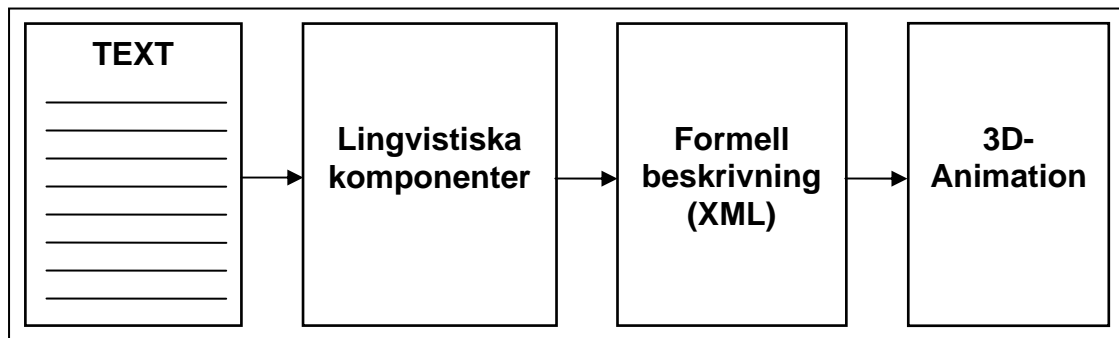 TEXT
Lingvistiska
komponenter
Formell
beskrivning
(XML)
3D-
Animation